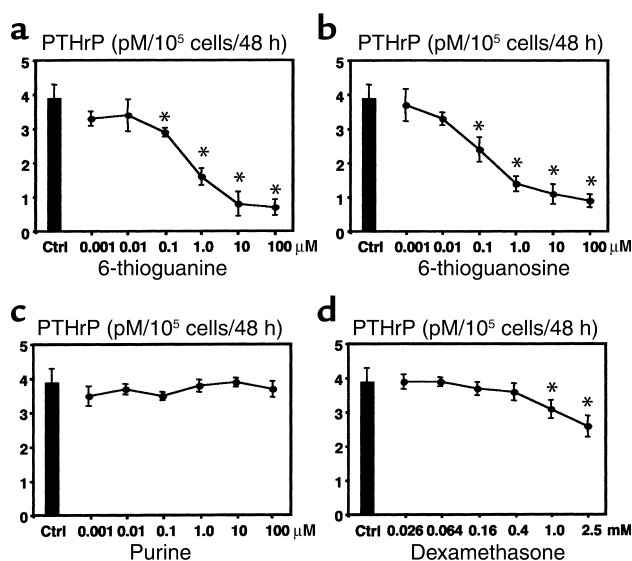 a
PTHrP (pM/10⁵ cells/48 h)
5
4
3
2
1
0
* * * *
Ctrl 0.001 0.01 0.1 1.0 10 100 μM
6-thioguanine
b
PTHrP (pM/10⁵ cells/48 h)
5
4
3
2
1
0
* * * *
Ctrl 0.001 0.01 0.1 1.0 10 100 μM
6-thioguanosine
c
PTHrP (pM/10⁵ cells/48 h)
5
4
3
2
1
0
Ctrl 0.001 0.01 0.1 1.0 10 100 μM
Purine
d
PTHrP (pM/10⁵ cells/48 h)
5
4
3
2
1
0
* *
Ctrl 0.026 0.064 0.16 0.4 1.0 2.5 mM
Dexamethasone